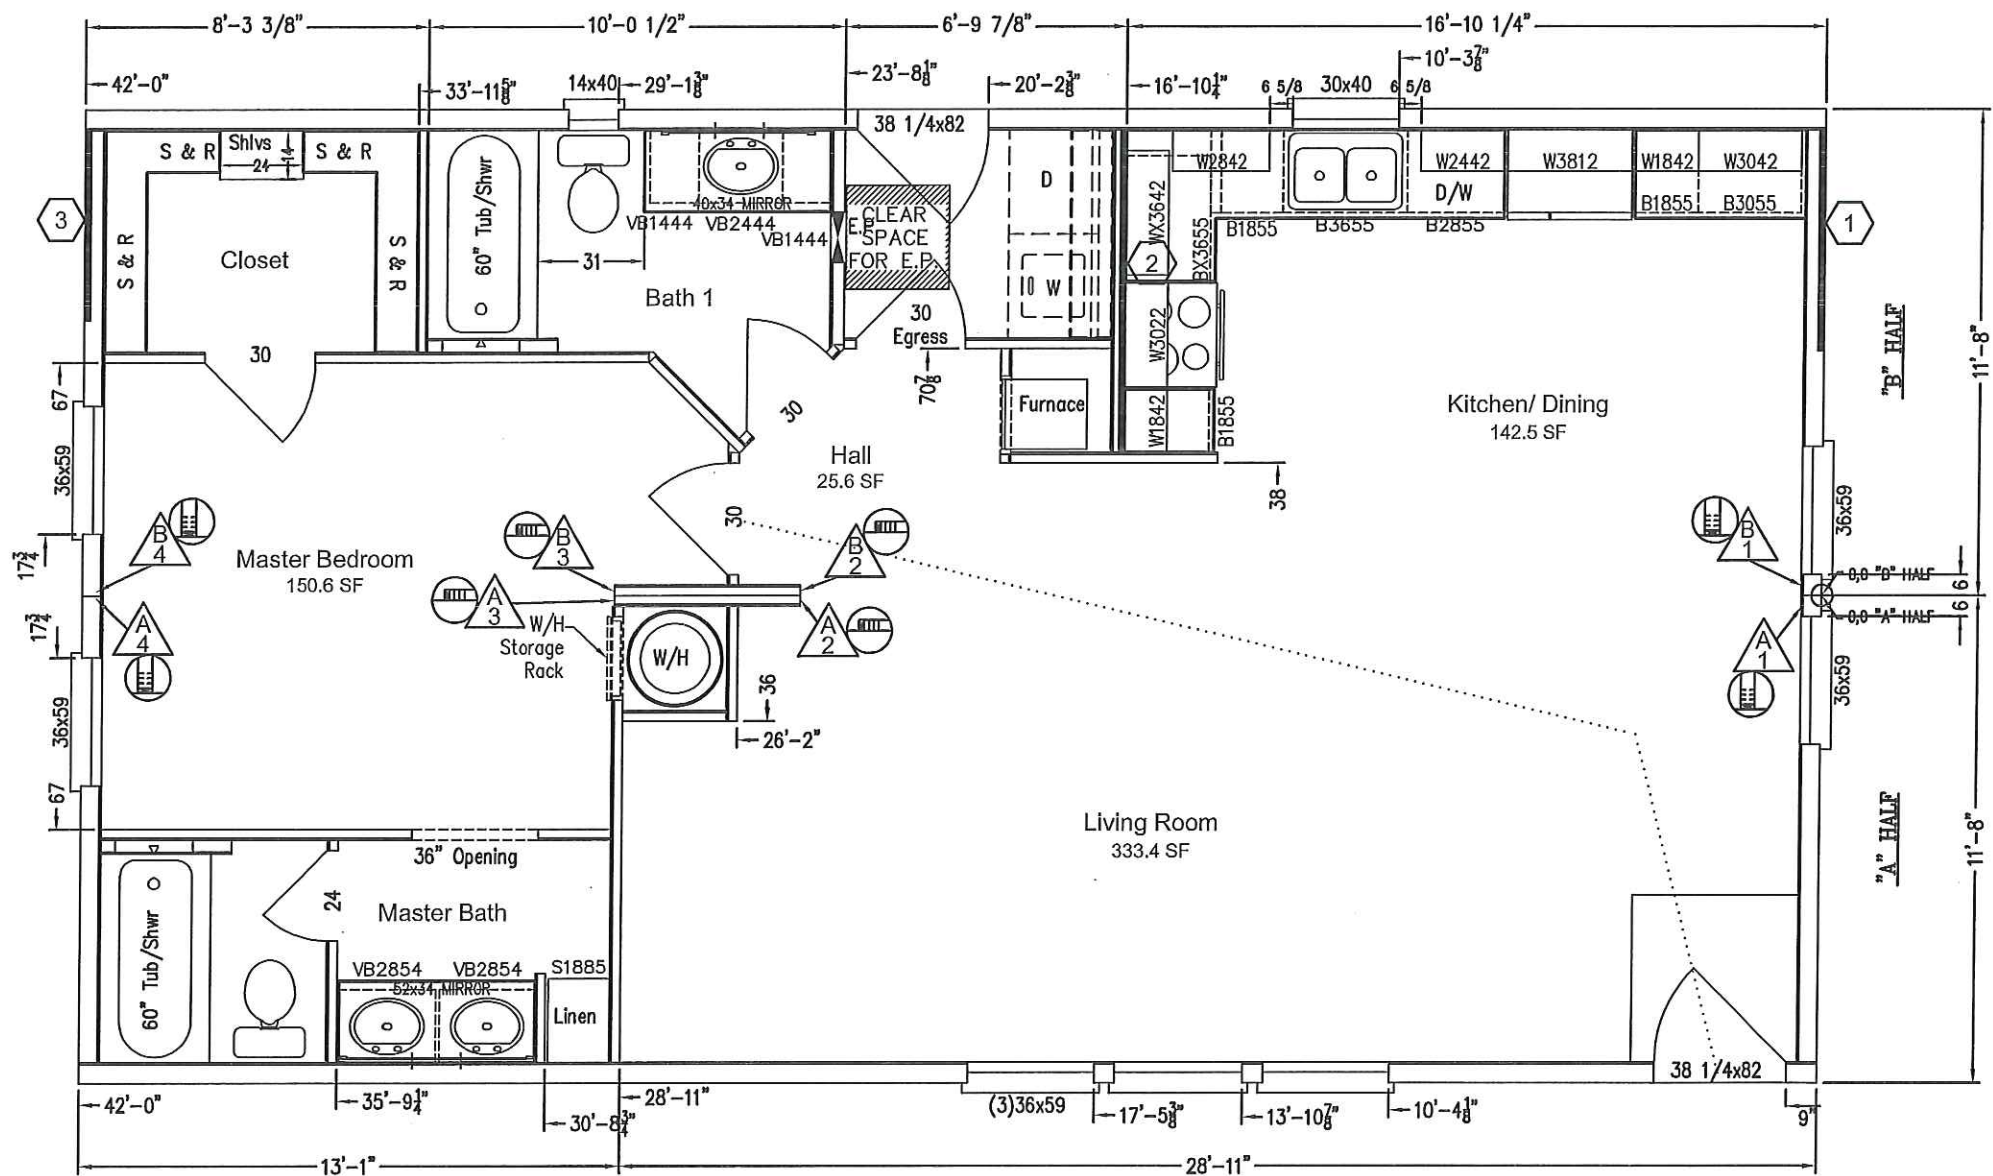 8'-3 3/8"
10'-0 1/2"
6'-9 7/8"
16'-10 1/4"
42'-0"
33'-11 5/8"
14x40
29'-1 3/8"
23'-8 1/8"
20'-2 3/8"
16'-10 1/4"
6 5/8
30x40
6 5/8
10'-3 7/8"
38 1/4x82
S & R
Shlvs
24
14
S & R
S & R
S & R
Closet
30
60" Tub/Shwr
31
40x34 MIRROR
VB1444
VB2444
VB1444
Bath 1
E.P.
CLEAR
SPACE
FOR E.P.
30
Egress
D
W
70 7/8
Furnace
W2842
W2442
W3812
W1842
W3042
D/W
B1855
B3055
B1855
B3655
B2855
WX3642
BX3655
W3022
W1842
B1855
3
2
1
Kitchen/ Dining
142.5 SF
Hall
25.6 SF
30
30
38
67
36x59
17 3/4
17 3/4
36x59
67
Master Bedroom
150.6 SF
B
4
A
4
B
3
A
3
B
2
A
2
B
1
A
1
W/H
Storage
Rack
W/H
36
26'-2"
36x59
36x59
0,0 "B" HALF
0,0 "A" HALF
6
6
"B" HALF
"A" HALF
11'-8"
11'-8"
Living Room
333.4 SF
36" Opening
24
Master Bath
60" Tub/Shwr
VB2854
VB2854
S1885
52x34 MIRROR
Linen
38 1/4x82
42'-0"
35'-9 1/4"
30'-8 3/4"
28'-11"
(3)36x59
17'-5 3/8"
13'-10 7/8"
10'-4 1/8"
9"
13'-1"
28'-11"